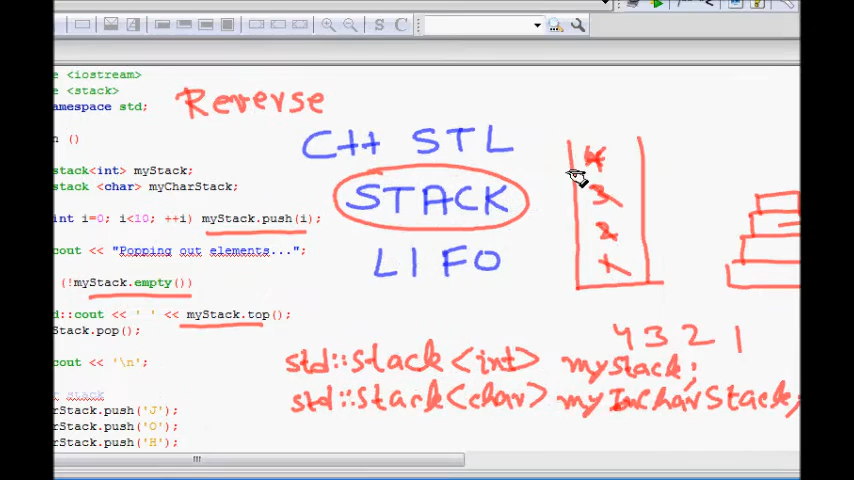 e <iostream>
e <stack>
amespace std;
n ()
stack<int> myStack;
stack <char> myCharStack;
int i=0; i<10; ++i) myStack.push(i);
cout << "Popping out elements...";
(!myStack.empty())
d::cout << ' ' << myStack.top();
Stack.pop();
cout << '\n';
stack
rStack.push('J');
rStack.push('O');
rStack.push('H');
Reverse
C++ STL
STACK
LIFO
4
3
2
1
4 3 2 1
std::stack<int> myStack;
std::stack<char> myInCharStack;
S C